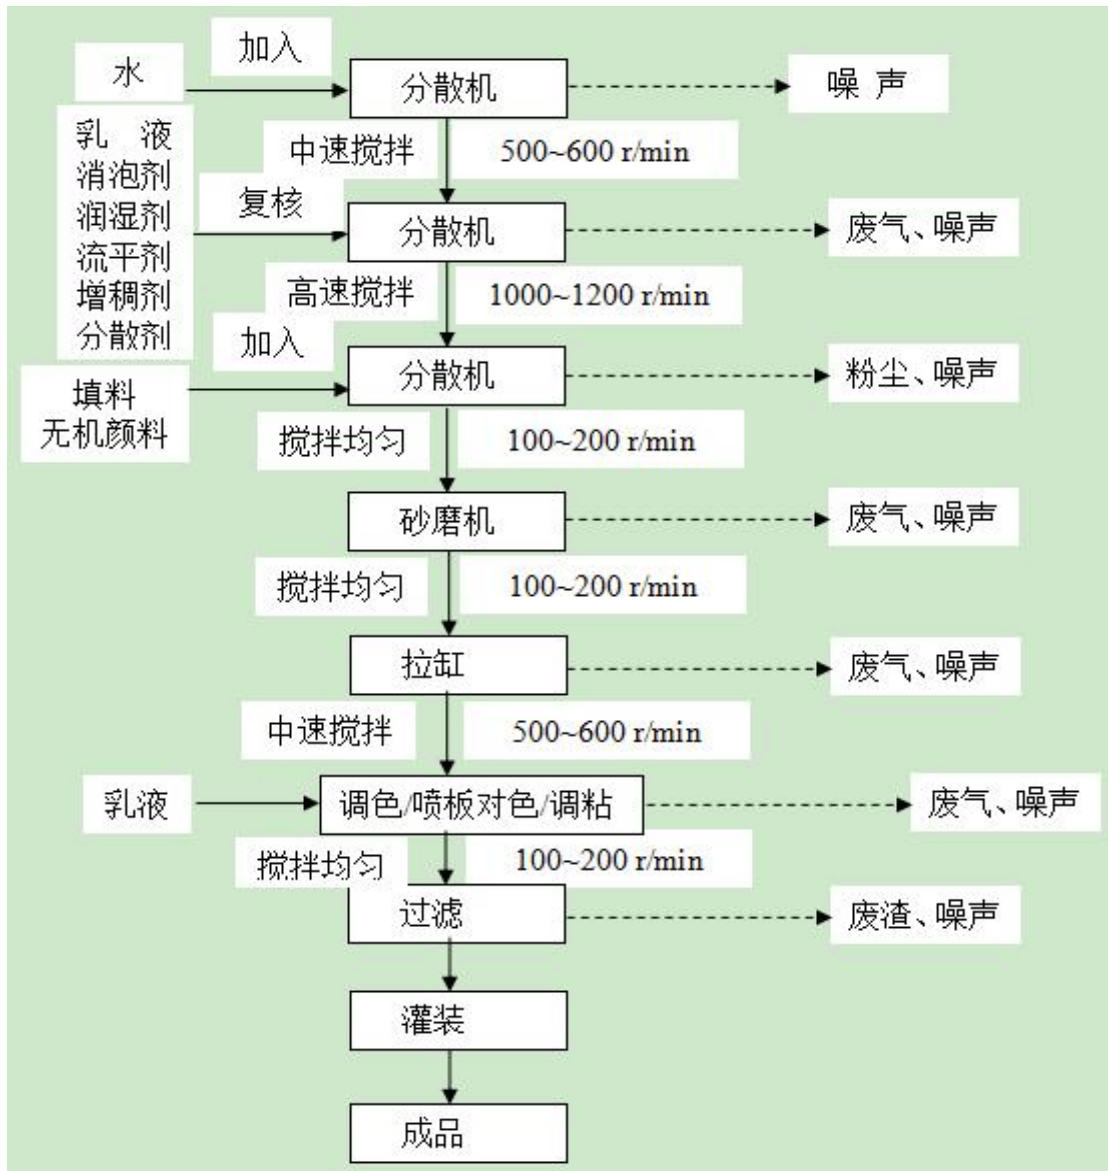 加入
水
分散机
噪 声
中速搅拌
500~600 r/min
乳 液
消泡剂
润湿剂
流平剂
增稠剂
分散剂
复核
分散机
废气、噪声
高速搅拌
1000~1200 r/min
加入
填料
无机颜料
分散机
粉尘、噪声
搅拌均匀
100~200 r/min
砂磨机
废气、噪声
搅拌均匀
100~200 r/min
拉缸
废气、噪声
中速搅拌
500~600 r/min
乳液
调色/喷板对色/调粘
废气、噪声
搅拌均匀
100~200 r/min
过滤
废渣、噪声
灌装
成品